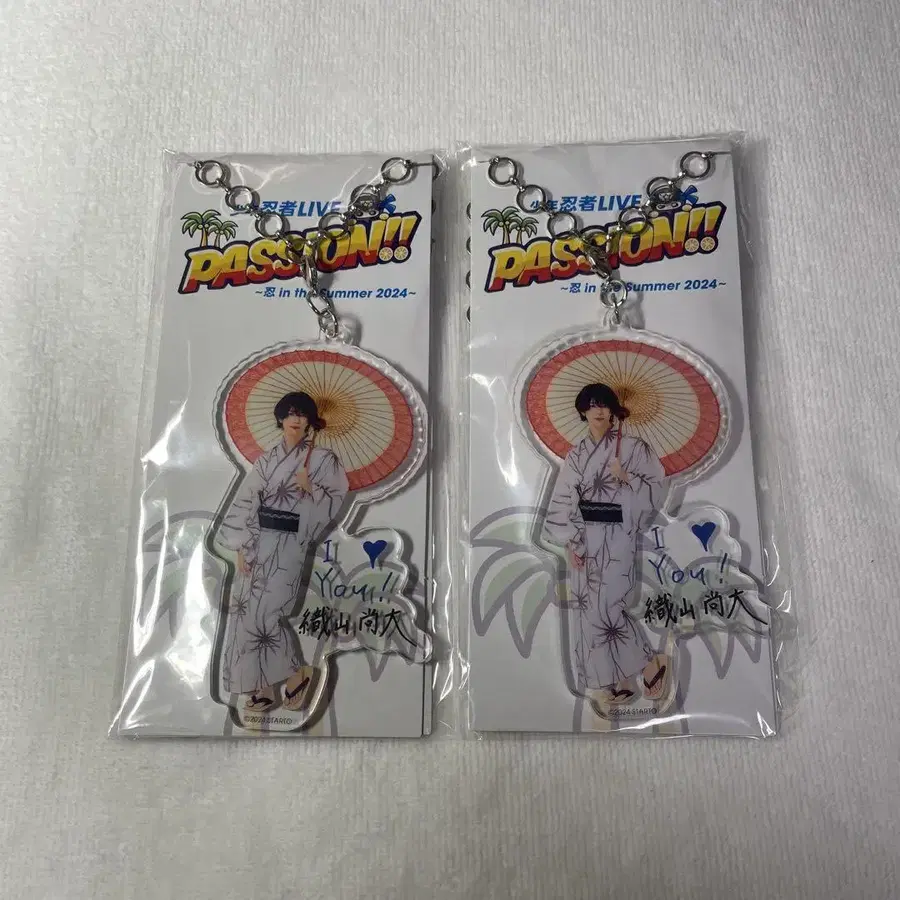 少年忍者LIVE
PASSION!!
~忍 in the Summer 2024~
I ♥
You!!
織山尚大
©2024 STARTO
少年忍者LIVE
PASSION!!
~忍 in the Summer 2024~
I ♥
You!
織山尚大
©2024 STARTO